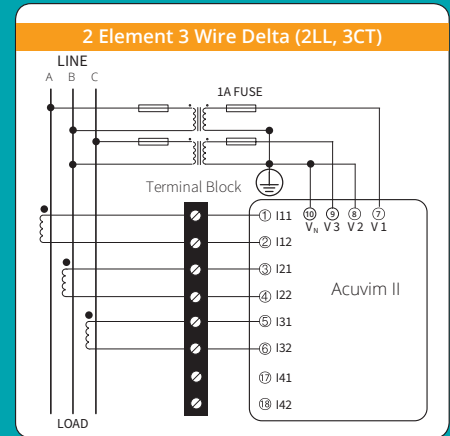 2 Element 3 Wire Delta (2LL, 3CT)
LINE
A B C
1A FUSE
Terminal Block
10 9 8 7
VN V3 V2 V1
1 I11
2 I12
3 I21
4 I22
Acuvim II
5 I31
6 I32
17 I41
18 I42
LOAD